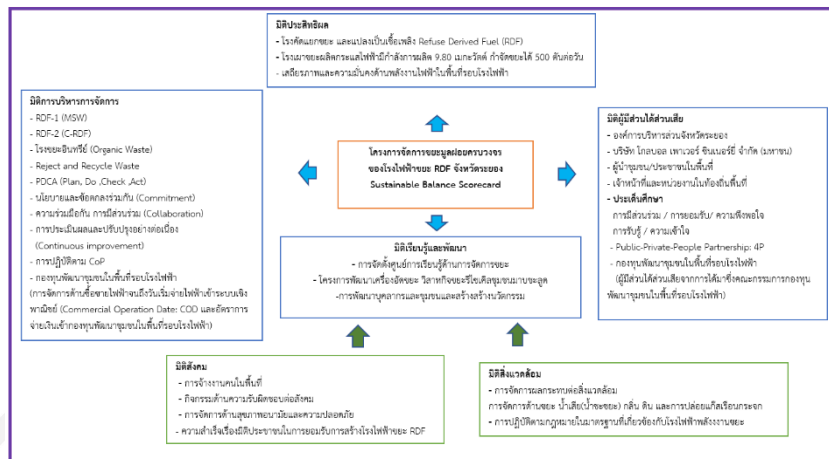 มิติประสิทธิผล
- โรงคัดแยกขยะ และแปลงเป็นเชื้อเพลิง Refuse Derived Fuel (RDF)
- โรงเผาขยะผลิตกระแสไฟฟ้ามีกำลังการผลิต 9.80 เมกะวัตต์ กำจัดขยะได้ 500 ตันต่อวัน
- เสถียรภาพและความมั่นคงด้านพลังงานไฟฟ้าในพื้นที่รอบโรงไฟฟ้า
มิติการบริหารการจัดการ
- RDF-1 (MSW)
- RDF-2 (C-RDF)
- โรงขยะอินทรีย์ (Organic Waste)
- Reject and Recycle Waste
- PDCA (Plan, Do ,Check ,Act)
- นโยบายและข้อตกลงร่วมกัน (Commitment)
- ความร่วมมือกัน การมีส่วนร่วม (Collaboration)
- การประเมินผลและปรับปรุงอย่างต่อเนื่อง
(Continuous improvement)
- การปฏิบัติตาม CoP
- กองทุนพัฒนาชุมชนในพื้นที่รอบโรงไฟฟ้า
(การจัดการด้านซื้อขายไฟฟ้าจนถึงวันเริ่มจ่ายไฟฟ้าเข้าระบบเชิง
พาณิชย์ (Commercial Operation Date: COD และอัตราการ
จ่ายเงินเข้ากองทุนพัฒนาชุมชนในพื้นที่รอบโรงไฟฟ้า)
โครงการจัดการขยะมูลฝอยครบวงจร
ของโรงไฟฟ้าขยะ RDF จังหวัดระยอง
Sustainable Balance Scorecard
มิติผู้มีส่วนได้ส่วนเสีย
- องค์การบริหารส่วนจังหวัดระยอง
- บริษัท โกลบอล เพาเวอร์ ซินเนอร์ยี่ จำกัด (มหาชน)
- ผู้นำชุมชน/ประชาชนในพื้นที่
- เจ้าหน้าที่และหน่วยงานในท้องถิ่นพื้นที่
- ประเด็นศึกษา
การมีส่วนร่วม / การยอมรับ/ ความพึงพอใจ
การรับรู้ / ความเข้าใจ
- Public-Private-People Partnership: 4P
- กองทุนพัฒนาชุมชนในพื้นที่รอบโรงไฟฟ้า
(ผู้มีส่วนได้ส่วนเสียจากการได้มาซึ่งคณะกรรมการกองทุน
พัฒนาชุมชนในพื้นที่รอบโรงไฟฟ้า)
มิติเรียนรู้และพัฒนา
- การจัดตั้งศูนย์การเรียนรู้ด้านการจัดการขยะ
- โครงการพัฒนาเครื่องอัดขยะ วิสาหกิจขยะรีไซเคิลชุมชนมาบชะลูด
-การพัฒนาบุคลากรและชุมชนและสร้างสร้างนวัตกรรม
มิติสังคม
- การจ้างงานคนในพื้นที่
- กิจกรรมด้านความรับผิดชอบต่อสังคม
- การจัดการด้านสุขภาพอนามัยและความปลอดภัย
- ความสำเร็จเรื่องมิติประชาชนในการยอมรับการสร้างโรงไฟฟ้าขยะ RDF
มิติสิ่งแวดล้อม
- การจัดการผลกระทบต่อสิ่งแวดล้อม
การจัดการด้านขยะ น้ำเสีย(น้ำชะขยะ) กลิ่น ดิน และการปล่อยแก๊สเรือนกระจก
- การปฏิบัติตามกฎหมายในมาตรฐานที่เกี่ยวข้องกับโรงไฟฟ้าพลังงานขยะ